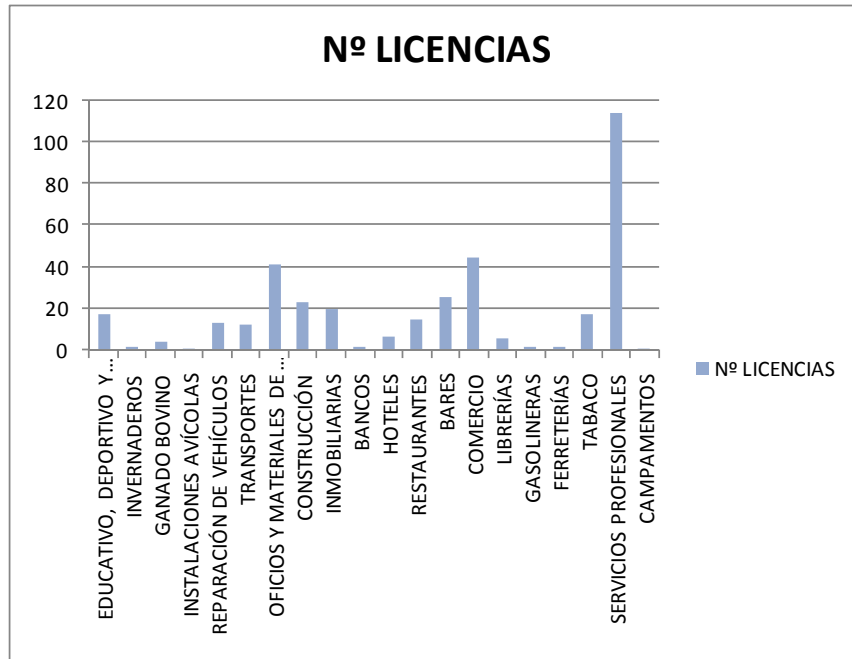 Nº LICENCIAS
120
100
80
60
40
20
0
EDUCATIVO, DEPORTIVO Y…
INVERNADEROS
GANADO BOVINO
INSTALACIONES AVÍCOLAS
REPARACIÓN DE VEHÍCULOS
TRANSPORTES
OFICIOS Y MATERIALES DE…
CONSTRUCCIÓN
INMOBILIARIAS
BANCOS
HOTELES
RESTAURANTES
BARES
COMERCIO
LIBRERÍAS
GASOLINERAS
FERRETERÍAS
TABACO
SERVICIOS PROFESIONALES
CAMPAMENTOS
Nº LICENCIAS